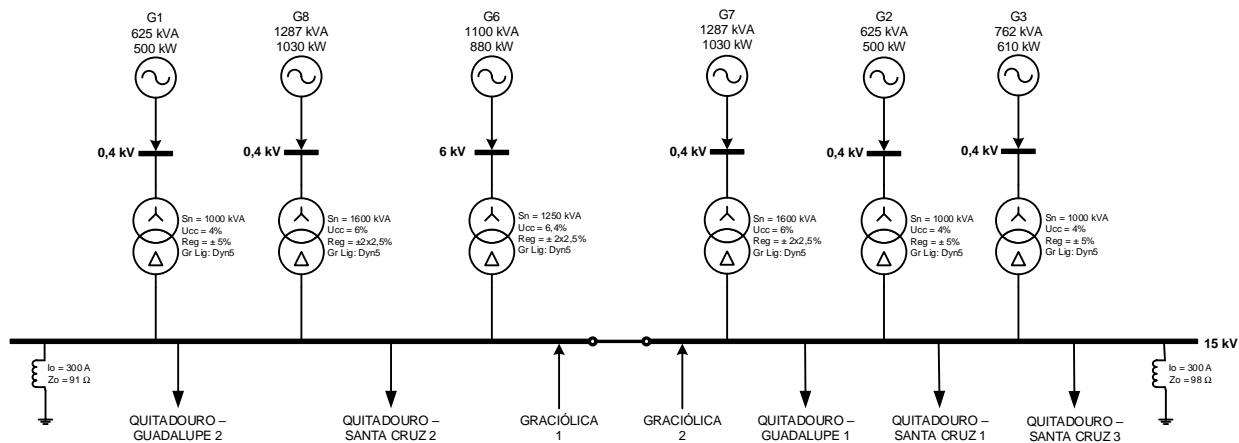 G1
625 kVA
500 kW
G8
1287 kVA
1030 kW
G6
1100 kVA
880 kW
G7
1287 kVA
1030 kW
G2
625 kVA
500 kW
G3
762 kVA
610 kW
0,4 kV
0,4 kV
6 kV
0,4 kV
0,4 kV
0,4 kV
Sn = 1000 kVA
Ucc = 4%
Reg = ± 5%
Gr Lig: Dyn5
Sn = 1600 kVA
Ucc = 6%
Reg = ±2x2,5%
Gr Lig: Dyn5
Sn = 1250 kVA
Ucc = 6,4%
Reg = ± 2x2,5%
Gr Lig: Dyn5
Sn = 1600 kVA
Ucc = 6%
Reg = ± 2x2,5%
Gr Lig: Dyn5
Sn = 1000 kVA
Ucc = 4%
Reg = ± 5%
Gr Lig: Dyn5
Sn = 1000 kVA
Ucc = 4%
Reg = ± 5%
Gr Lig: Dyn5
15 kV
Io = 300 A
Zo = 91 Ω
Io = 300 A
Zo = 98 Ω
QUITADOURO –
GUADALUPE 2
QUITADOURO –
SANTA CRUZ 2
GRACIÓLICA
1
GRACIÓLICA
2
QUITADOURO –
GUADALUPE 1
QUITADOURO –
SANTA CRUZ 1
QUITADOURO –
SANTA CRUZ 3